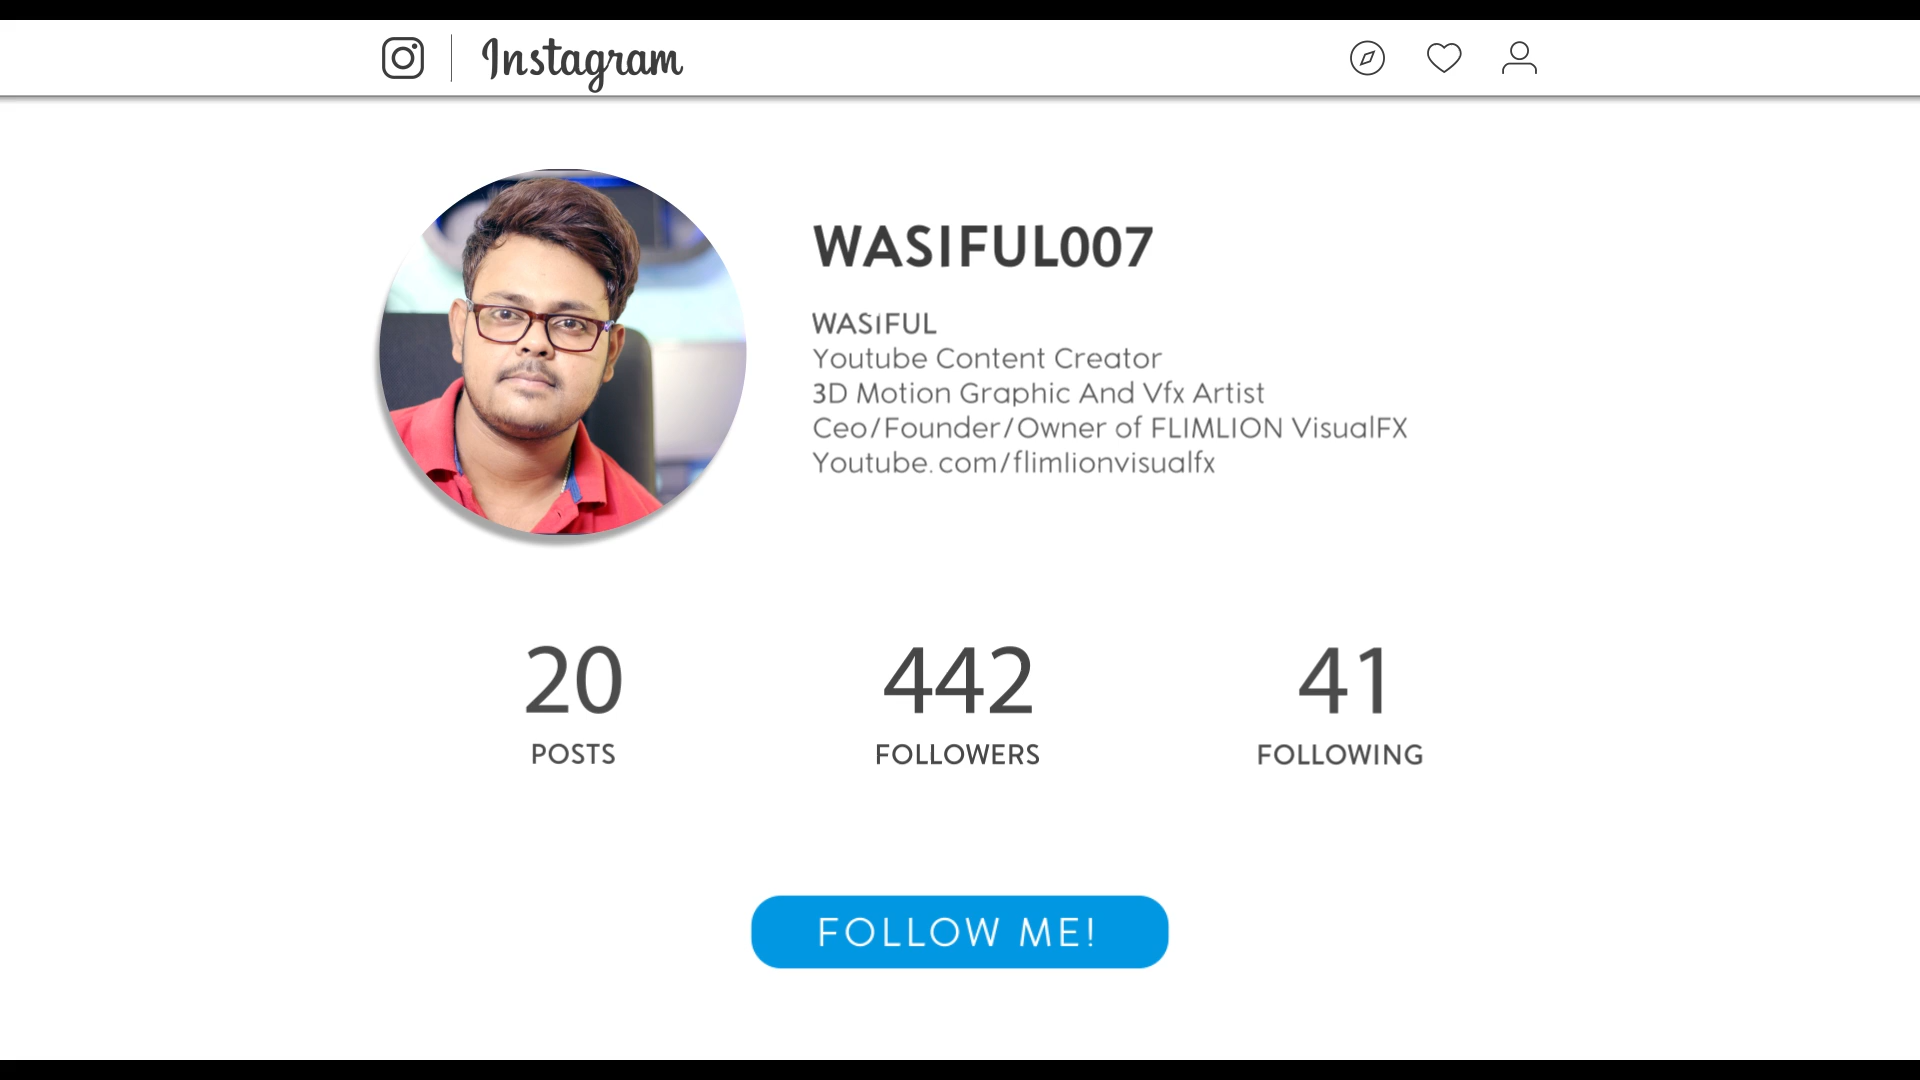 Instagram
WASIFUL007
WASIFUL
Youtube Content Creator
3D Motion Graphic And Vfx Artist
Ceo/Founder/Owner of FLIMLION VisualFX
Youtube.com/flimlionvisualfx
20 442 41
POSTS FOLLOWERS FOLLOWING
FOLLOW ME!